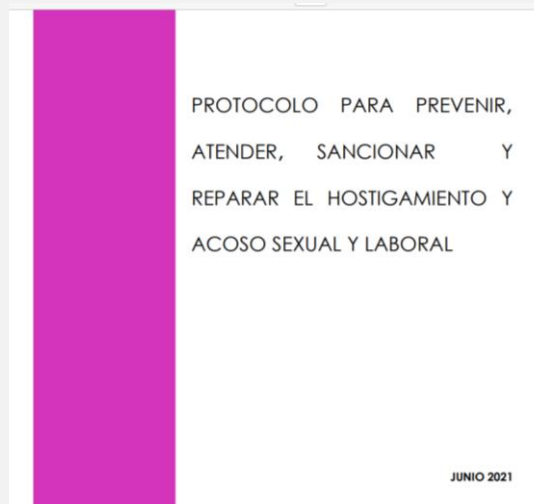 PROTOCOLO PARA PREVENIR,
ATENDER, SANCIONAR Y
REPARAR EL HOSTIGAMIENTO Y
ACOSO SEXUAL Y LABORAL
JUNIO 2021